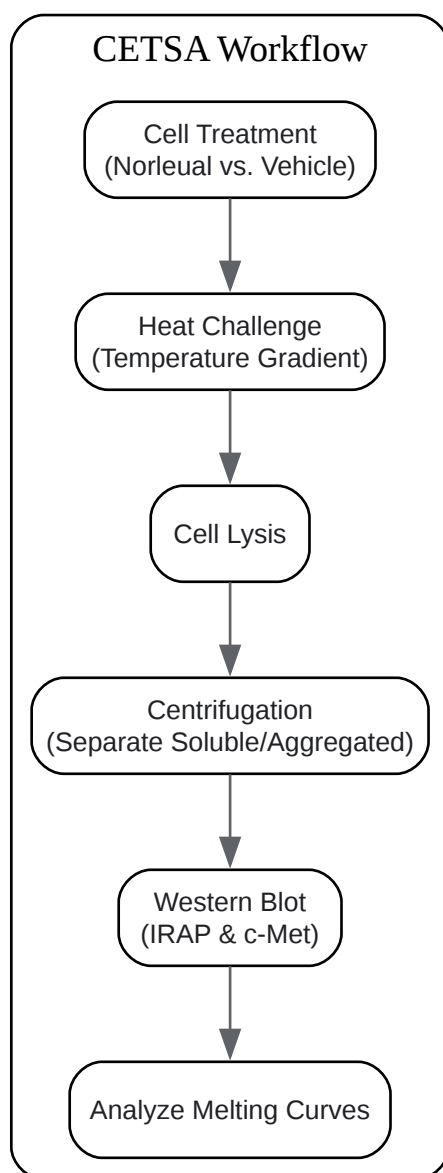 CETSA Workflow
Cell Treatment
(Norleual vs. Vehicle)
Heat Challenge
(Temperature Gradient)
Cell Lysis
Centrifugation
(Separate Soluble/Aggregated)
Western Blot
(IRAP & c-Met)
Analyze Melting Curves